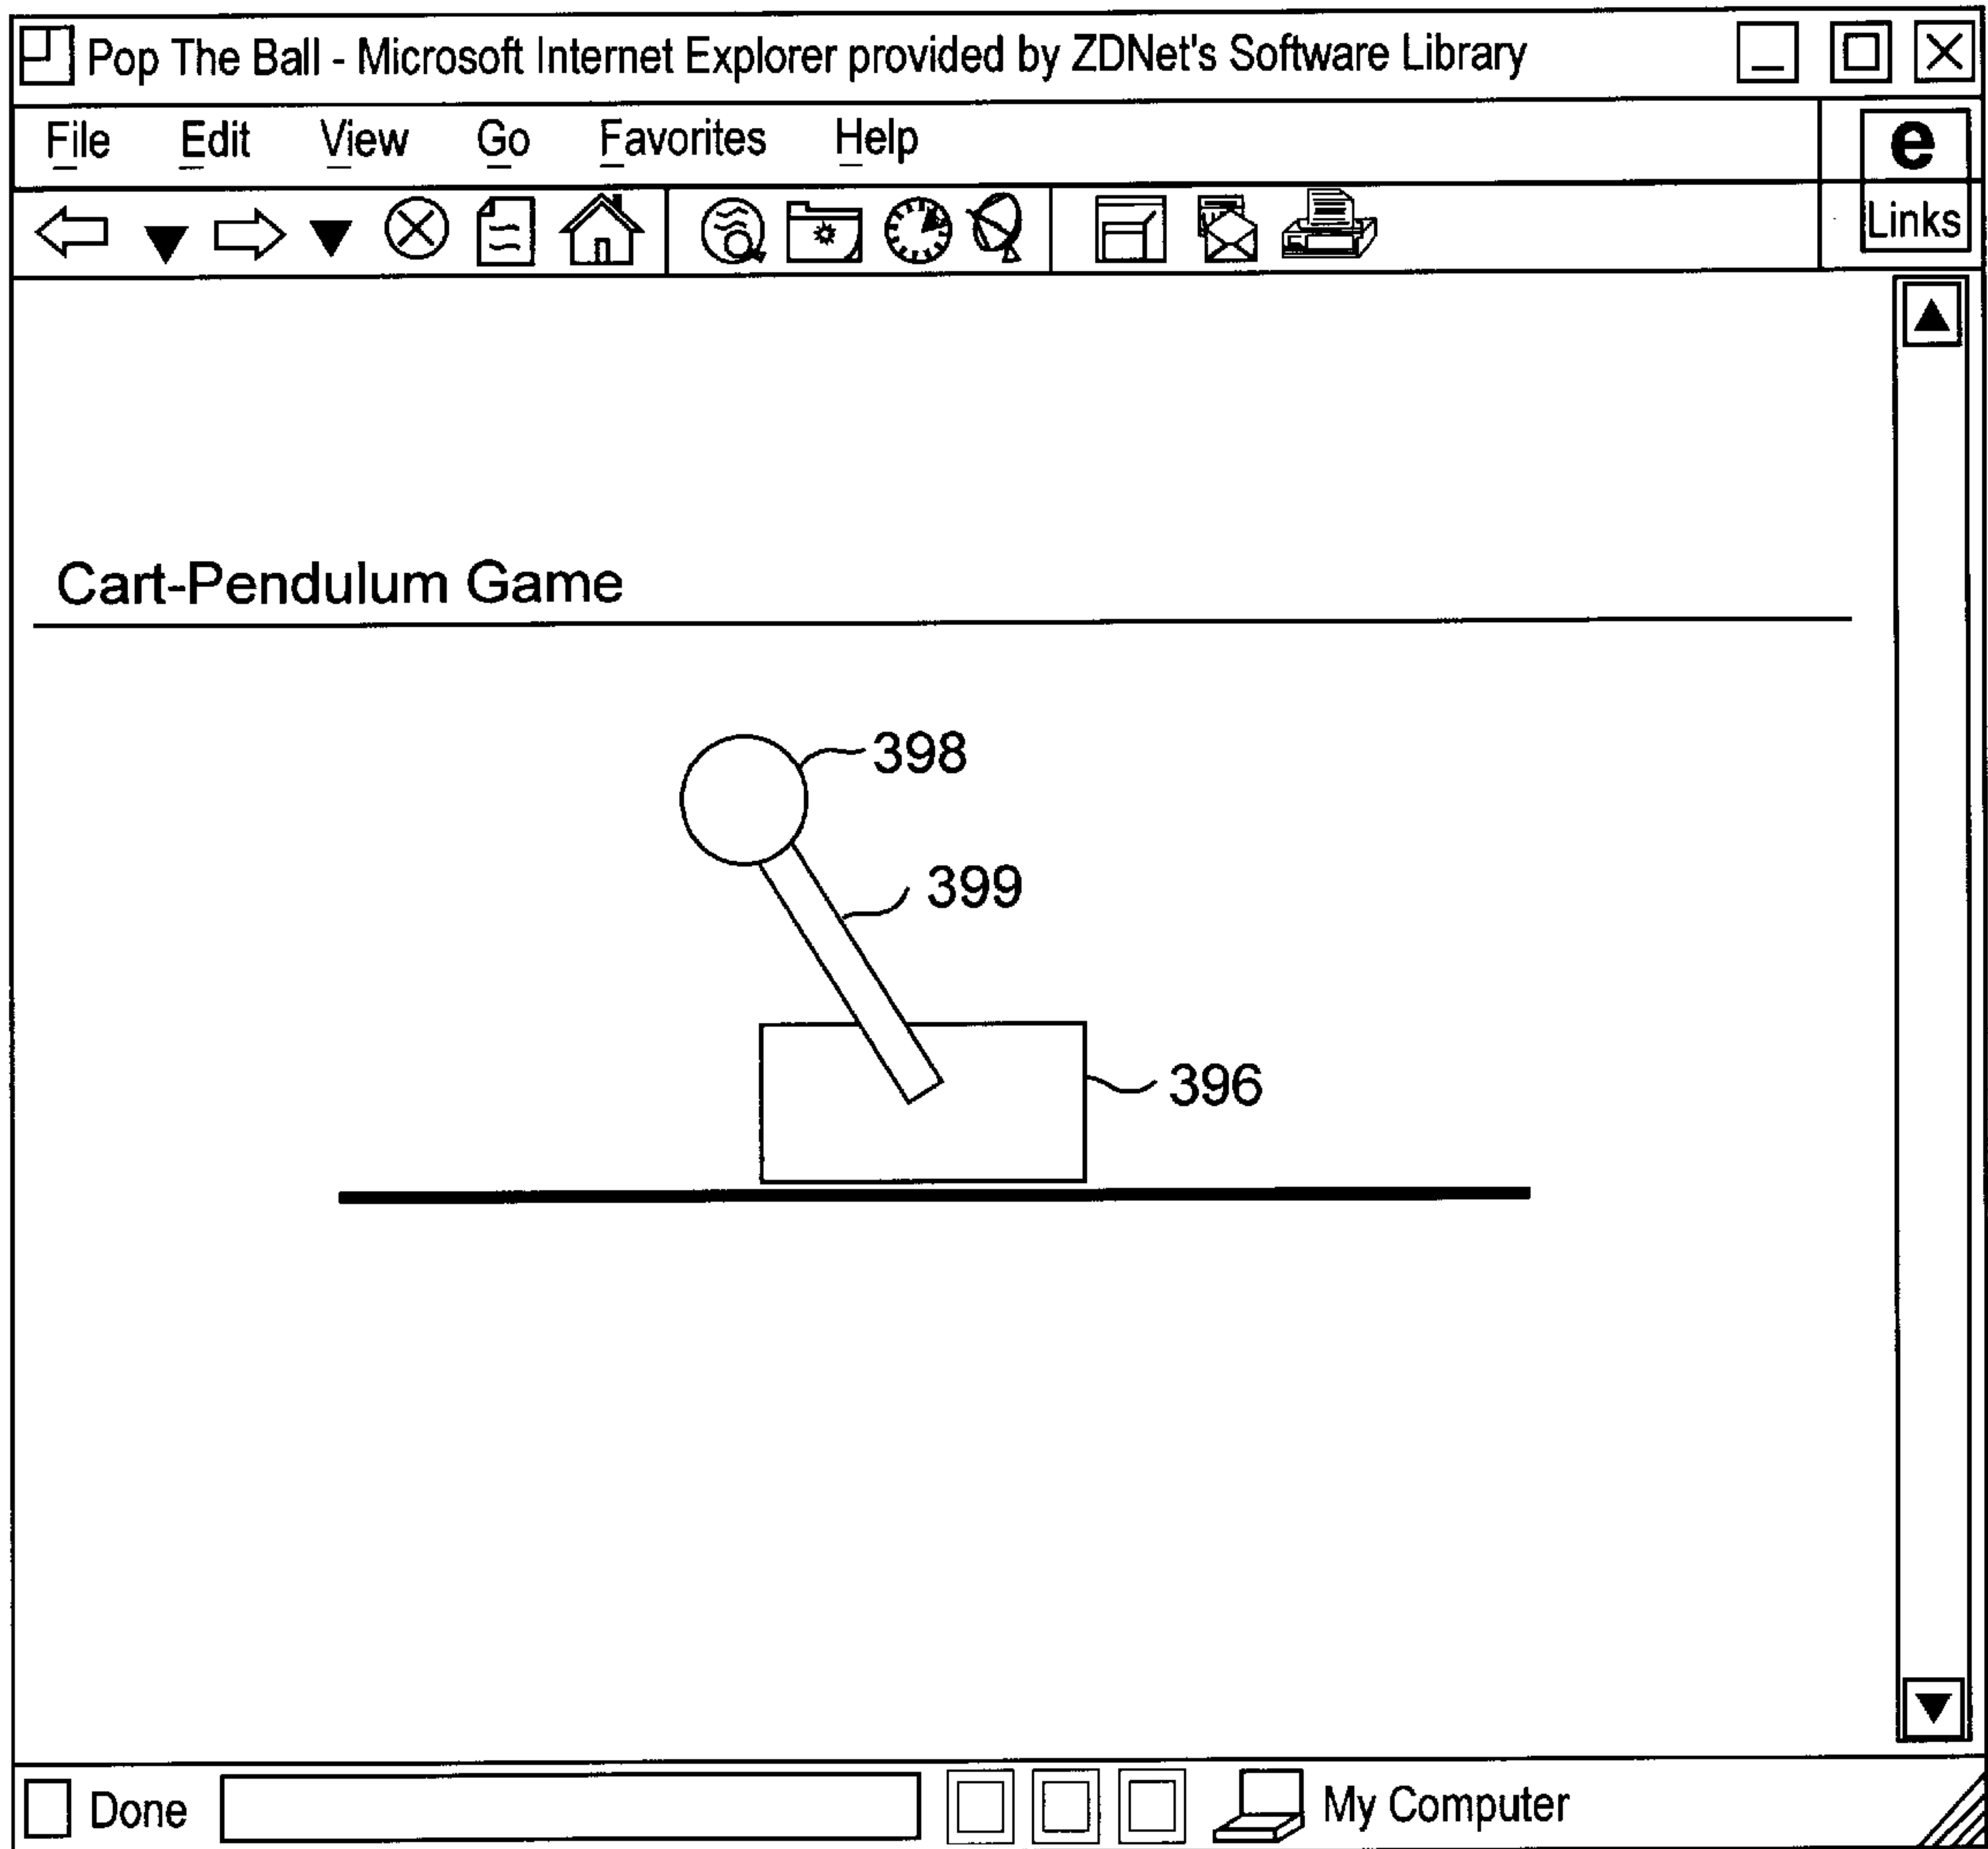 Pop The Ball - Microsoft Internet Explorer provided by ZDNet's Software Library
File Edit View Go Favorites Help
e
Links
Cart-Pendulum Game
398
399
396
Done
My Computer